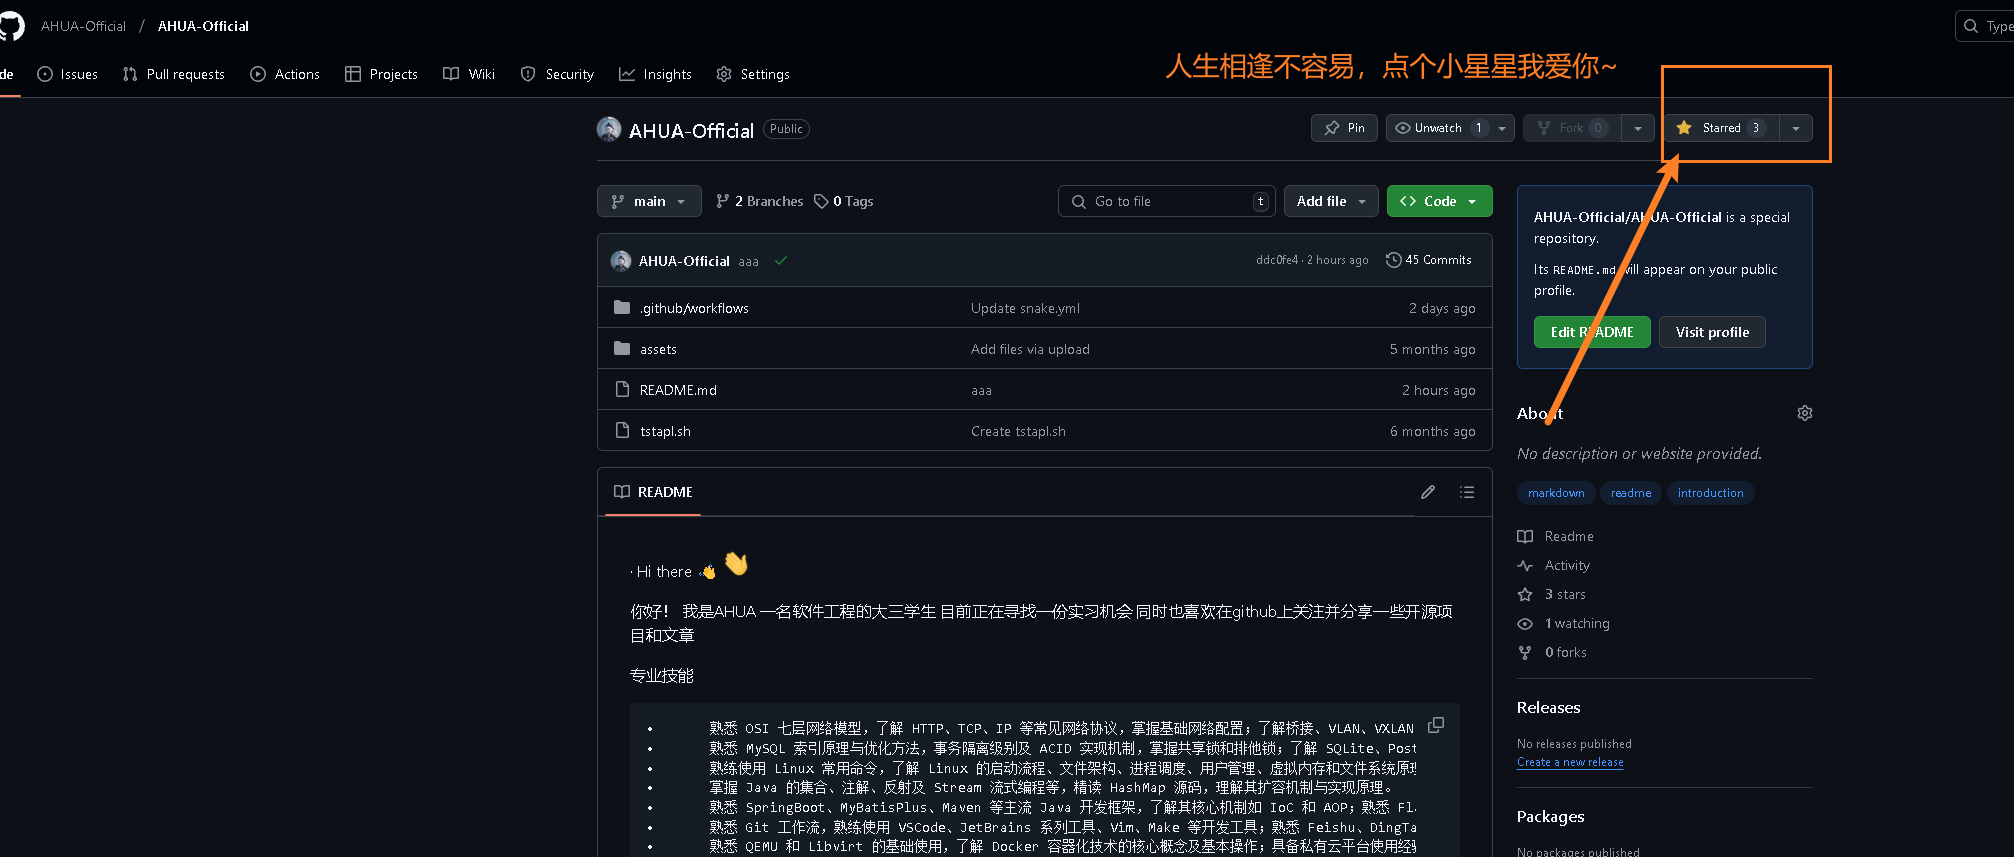 AHUA-Official / AHUA-Official
Type
de Issues Pull requests Actions Projects Wiki Security Insights Settings
人生相逢不容易，点个小星星我爱你~
AHUA-Official Public
Pin Unwatch 1 Fork 0 Starred 3
main 2 Branches 0 Tags Go to file t Add file Code
AHUA-Official aaa ddc0fe4 · 2 hours ago 45 Commits
.github/workflows Update snake.yml 2 days ago
assets Add files via upload 5 months ago
README.md aaa 2 hours ago
tstapl.sh Create tstapl.sh 6 months ago
README
· Hi there 👋 👋
你好！ 我是AHUA 一名软件工程的大三学生 目前正在寻找一份实习机会 同时也喜欢在github上关注并分享一些开源项
目和文章
专业技能
• 熟悉 OSI 七层网络模型，了解 HTTP、TCP、IP 等常见网络协议，掌握基础网络配置；了解桥接、VLAN、VXLAN
• 熟悉 MySQL 索引原理与优化方法，事务隔离级别及 ACID 实现机制，掌握共享锁和排他锁；了解 SQLite、Post
• 熟练使用 Linux 常用命令，了解 Linux 的启动流程、文件架构、进程调度、用户管理、虚拟内存和文件系统原理
• 掌握 Java 的集合、注解、反射及 Stream 流式编程等，精读 HashMap 源码，理解其扩容机制与实现原理。
• 熟悉 SpringBoot、MyBatisPlus、Maven 等主流 Java 开发框架，了解其核心机制如 IoC 和 AOP；熟悉 Fl
• 熟悉 Git 工作流，熟练使用 VSCode、JetBrains 系列工具、Vim、Make 等开发工具；熟悉 Feishu、DingTa
• 熟悉 QEMU 和 Libvirt 的基础使用，了解 Docker 容器化技术的核心概念及基本操作；具备私有云平台使用经验
AHUA-Official/AHUA-Official is a special
repository.
Its README.md will appear on your public
profile.
Edit README Visit profile
About
No description or website provided.
markdown readme introduction
Readme
Activity
3 stars
1 watching
0 forks
Releases
No releases published
Create a new release
Packages
No packages published